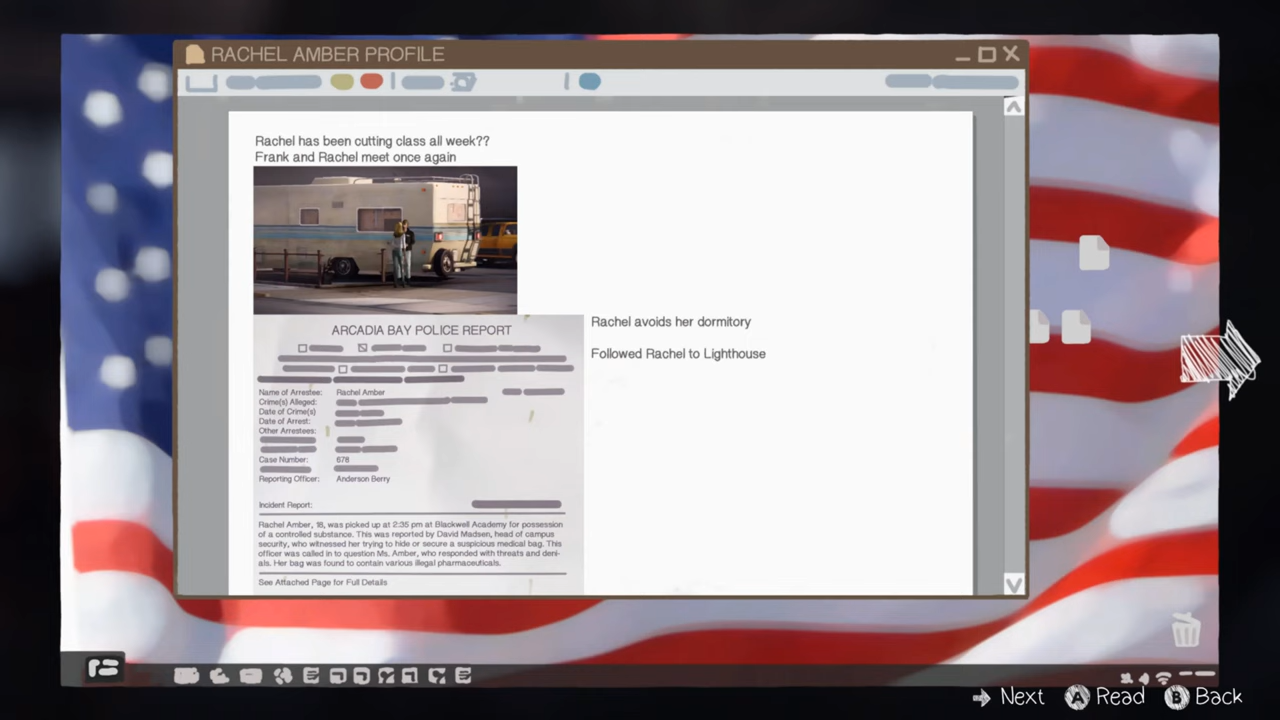 RACHEL AMBER PROFILE
Rachel has been cutting class all week??
Frank and Rachel meet once again
ARCADIA BAY POLICE REPORT
Name of Arrestee: Rachel Amber
Crime(s) Alleged:
Date of Crime(s)
Date of Arrest:
Other Arrestees:
Case Number: 678
Reporting Officer: Anderson Berry
Incident Report:
Rachel Amber, 18, was picked up at 2:35 pm at Blackwell Academy for possession
of a controlled substance. This was reported by David Madsen, head of campus
security, who witnessed her trying to hide or secure a suspicious medical bag. This
officer was called in to question Ms. Amber, who responded with threats and deni-
als. Her bag was found to contain various illegal pharmaceuticals.
See Attached Page for Full Details
Rachel avoids her dormitory
Followed Rachel to Lighthouse
Next A Read B Back